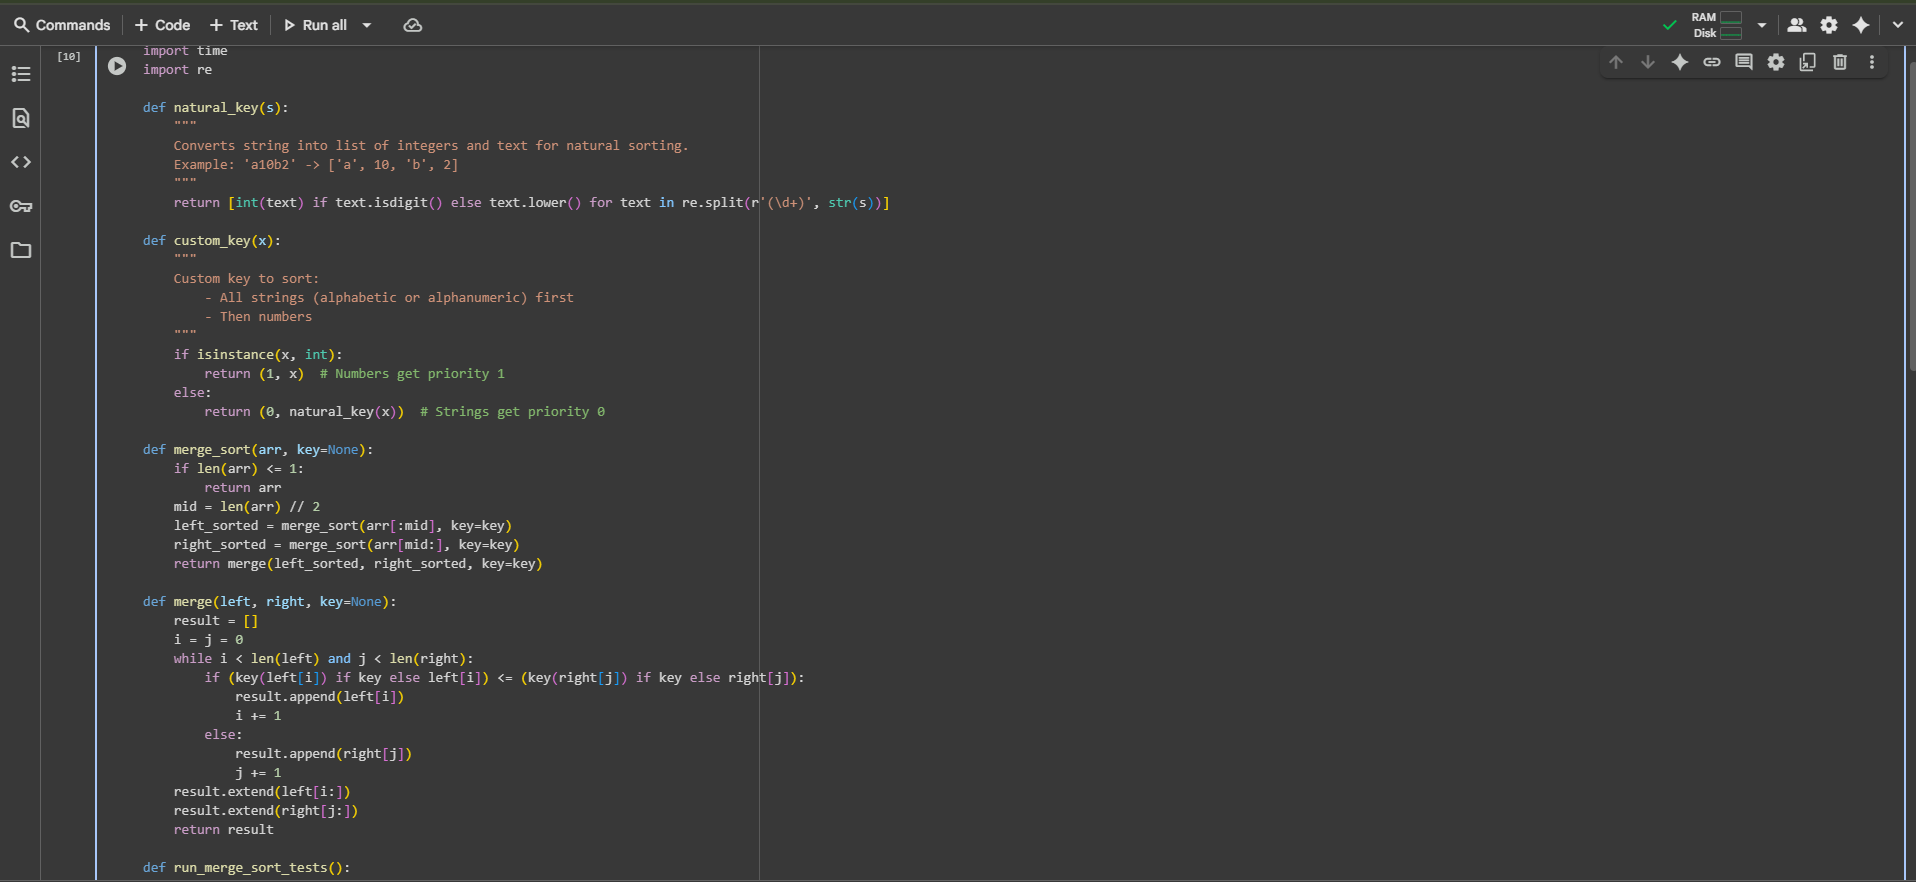 Commands + Code + Text Run all
RAM
Disk
[10]
import time
import re
def natural_key(s):
"""
Converts string into list of integers and text for natural sorting.
Example: 'a10b2' -> ['a', 10, 'b', 2]
"""
return [int(text) if text.isdigit() else text.lower() for text in re.split(r'(\d+)', str(s))]
def custom_key(x):
"""
Custom key to sort:
- All strings (alphabetic or alphanumeric) first
- Then numbers
"""
if isinstance(x, int):
return (1, x)  # Numbers get priority 1
else:
return (0, natural_key(x))  # Strings get priority 0
def merge_sort(arr, key=None):
if len(arr) <= 1:
return arr
mid = len(arr) // 2
left_sorted = merge_sort(arr[:mid], key=key)
right_sorted = merge_sort(arr[mid:], key=key)
return merge(left_sorted, right_sorted, key=key)
def merge(left, right, key=None):
result = []
i = j = 0
while i < len(left) and j < len(right):
if (key(left[i]) if key else left[i]) <= (key(right[j]) if key else right[j]):
result.append(left[i])
i += 1
else:
result.append(right[j])
j += 1
result.extend(left[i:])
result.extend(right[j:])
return result
def run_merge_sort_tests():